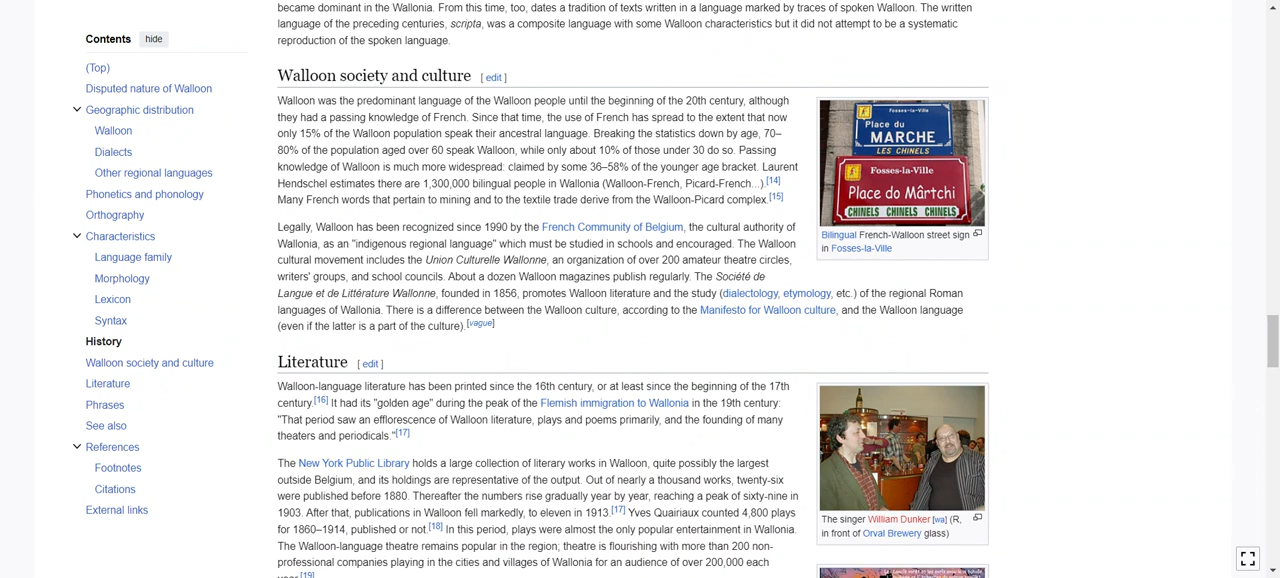 became dominant in the Wallonia. From this time, too, dates a tradition of texts written in a language marked by traces of spoken Walloon. The written
language of the preceding centuries, scripta, was a composite language with some Walloon characteristics but it did not attempt to be a systematic
reproduction of the spoken language.
Contents hide
(Top)
Disputed nature of Walloon
Geographic distribution
Walloon
Dialects
Other regional languages
Phonetics and phonology
Orthography
Characteristics
Language family
Morphology
Lexicon
Syntax
History
Walloon society and culture
Literature
Phrases
See also
References
Footnotes
Citations
External links
Walloon society and culture [ edit ]
Walloon was the predominant language of the Walloon people until the beginning of the 20th century, although
they had a passing knowledge of French. Since that time, the use of French has spread to the extent that now
only 15% of the Walloon population speak their ancestral language. Breaking the statistics down by age, 70–
80% of the population aged over 60 speak Walloon, while only about 10% of those under 30 do so. Passing
knowledge of Walloon is much more widespread: claimed by some 36–58% of the younger age bracket. Laurent
Hendschel estimates there are 1,300,000 bilingual people in Wallonia (Walloon-French, Picard-French...).[14]
Many French words that pertain to mining and to the textile trade derive from the Walloon-Picard complex.[15]
Fosses-la-Ville
Place du
MARCHE
LES CHINELS
Fosses-la-Ville
Place do Mârtchi
CHINELS CHINELS CHINELS
Bilingual French-Walloon street sign
in Fosses-la-Ville
Legally, Walloon has been recognized since 1990 by the French Community of Belgium, the cultural authority of
Wallonia, as an "indigenous regional language" which must be studied in schools and encouraged. The Walloon
cultural movement includes the Union Culturelle Wallonne, an organization of over 200 amateur theatre circles,
writers' groups, and school councils. About a dozen Walloon magazines publish regularly. The Société de
Langue et de Littérature Wallonne, founded in 1856, promotes Walloon literature and the study (dialectology, etymology, etc.) of the regional Roman
languages of Wallonia. There is a difference between the Walloon culture, according to the Manifesto for Walloon culture, and the Walloon language
(even if the latter is a part of the culture).[vague]
Literature [ edit ]
Walloon-language literature has been printed since the 16th century, or at least since the beginning of the 17th
century.[16] It had its "golden age" during the peak of the Flemish immigration to Wallonia in the 19th century:
"That period saw an efflorescence of Walloon literature, plays and poems primarily, and the founding of many
theaters and periodicals."[17]
The New York Public Library holds a large collection of literary works in Walloon, quite possibly the largest
outside Belgium, and its holdings are representative of the output. Out of nearly a thousand works, twenty-six
were published before 1880. Thereafter the numbers rise gradually year by year, reaching a peak of sixty-nine in
1903. After that, publications in Walloon fell markedly, to eleven in 1913.[17] Yves Quairiaux counted 4,800 plays
for 1860–1914, published or not.[18] In this period, plays were almost the only popular entertainment in Wallonia.
The Walloon-language theatre remains popular in the region; theatre is flourishing with more than 200 non-
professional companies playing in the cities and villages of Wallonia for an audience of over 200,000 each
year.[19]
The singer William Dunker [wa] (R,
in front of Orval Brewery glass)